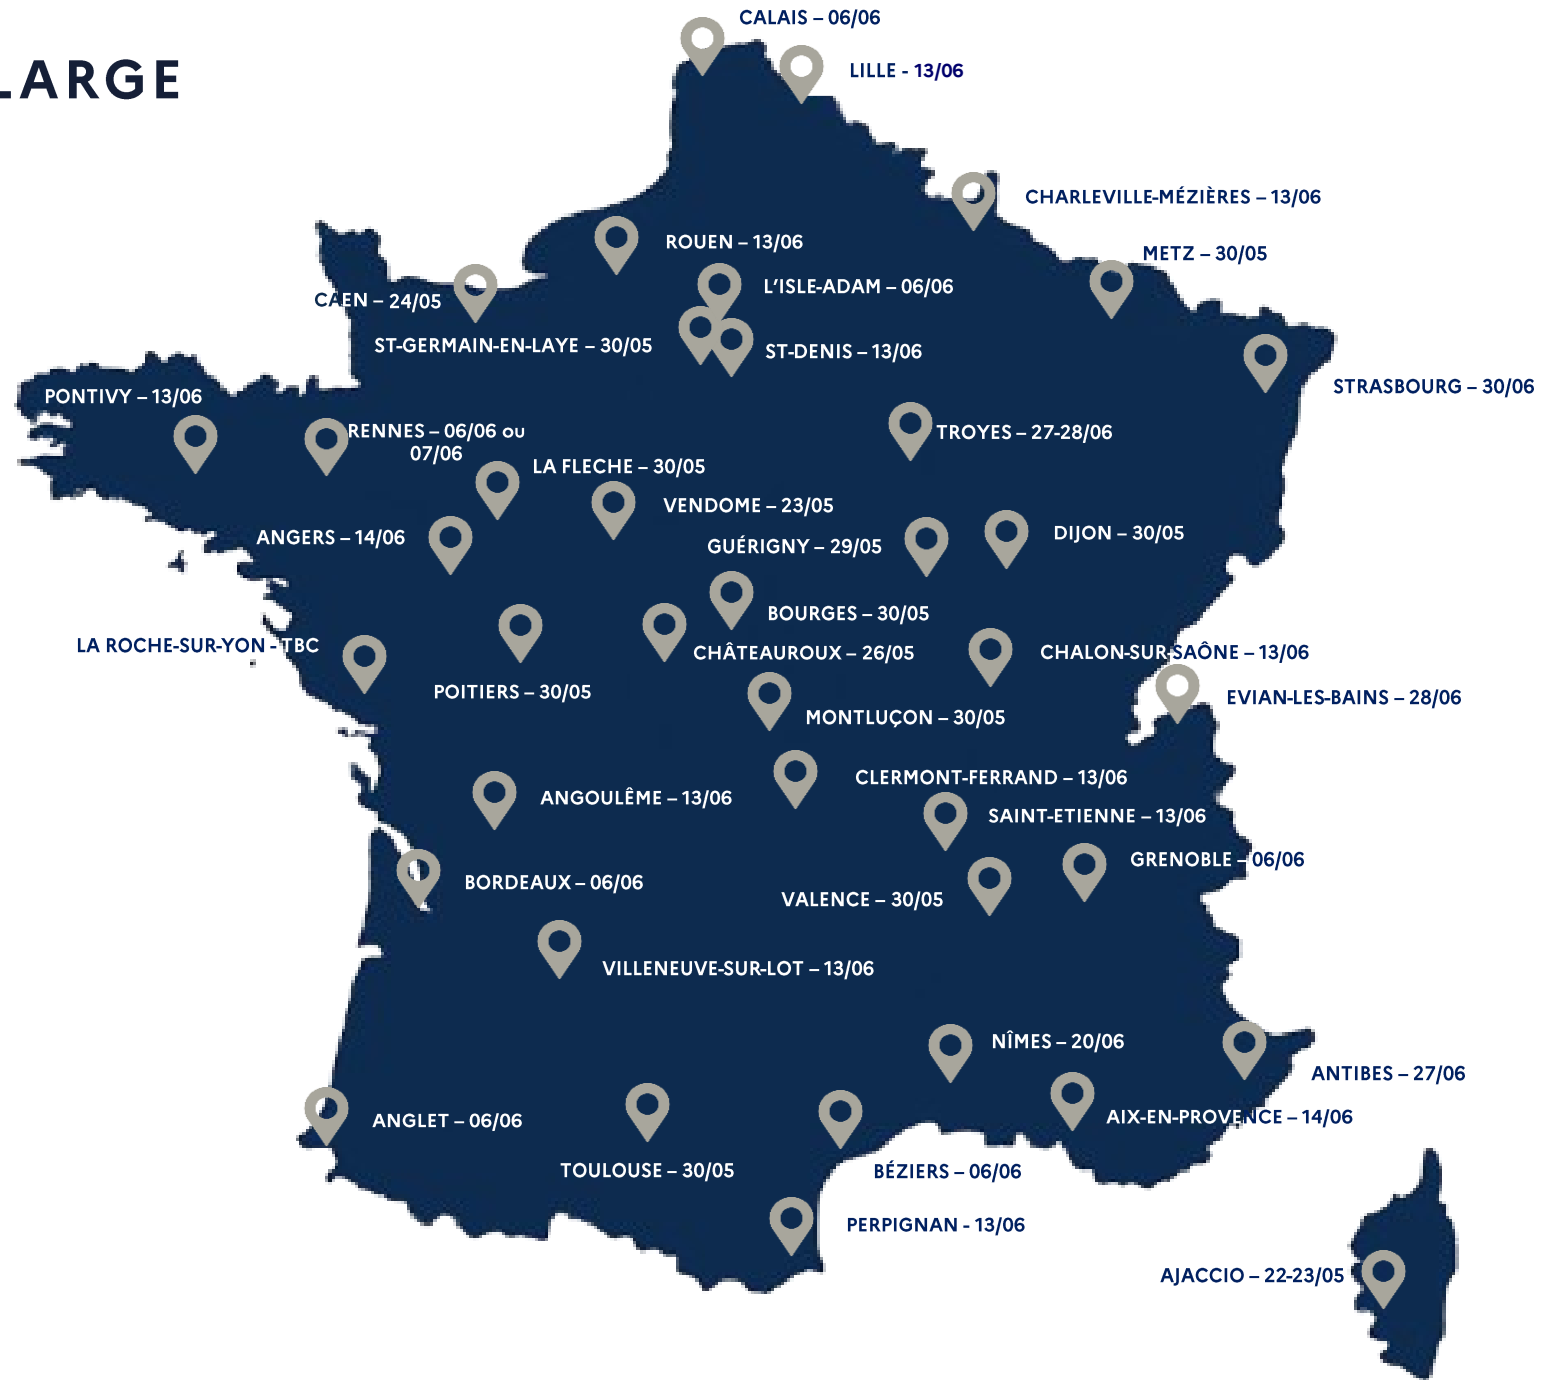 CALAIS – 06/06
LARGE
LILLE - 13/06
CHARLEVILLE-MÉZIÈRES – 13/06
ROUEN – 13/06
METZ – 30/05
L'ISLE-ADAM – 06/06
CAEN – 24/05
ST-GERMAIN-EN-LAYE – 30/05
ST-DENIS – 13/06
STRASBOURG – 30/06
PONTIVY – 13/06
RENNES – 06/06 ou
07/06
TROYES – 27-28/06
LA FLECHE – 30/05
VENDOME – 23/05
ANGERS – 14/06
GUÉRIGNY – 29/05
DIJON – 30/05
BOURGES – 30/05
LA ROCHE-SUR-YON - TBC
CHÂTEAUROUX – 26/05
CHALON-SUR-SAÔNE – 13/06
POITIERS – 30/05
EVIAN-LES-BAINS – 28/06
MONTLUÇON – 30/05
CLERMONT-FERRAND – 13/06
ANGOULÊME – 13/06
SAINT-ETIENNE – 13/06
GRENOBLE – 06/06
BORDEAUX – 06/06
VALENCE – 30/05
VILLENEUVE-SUR-LOT – 13/06
NÎMES – 20/06
ANTIBES – 27/06
ANGLET – 06/06
AIX-EN-PROVENCE – 14/06
TOULOUSE – 30/05
BÉZIERS – 06/06
PERPIGNAN - 13/06
AJACCIO – 22-23/05